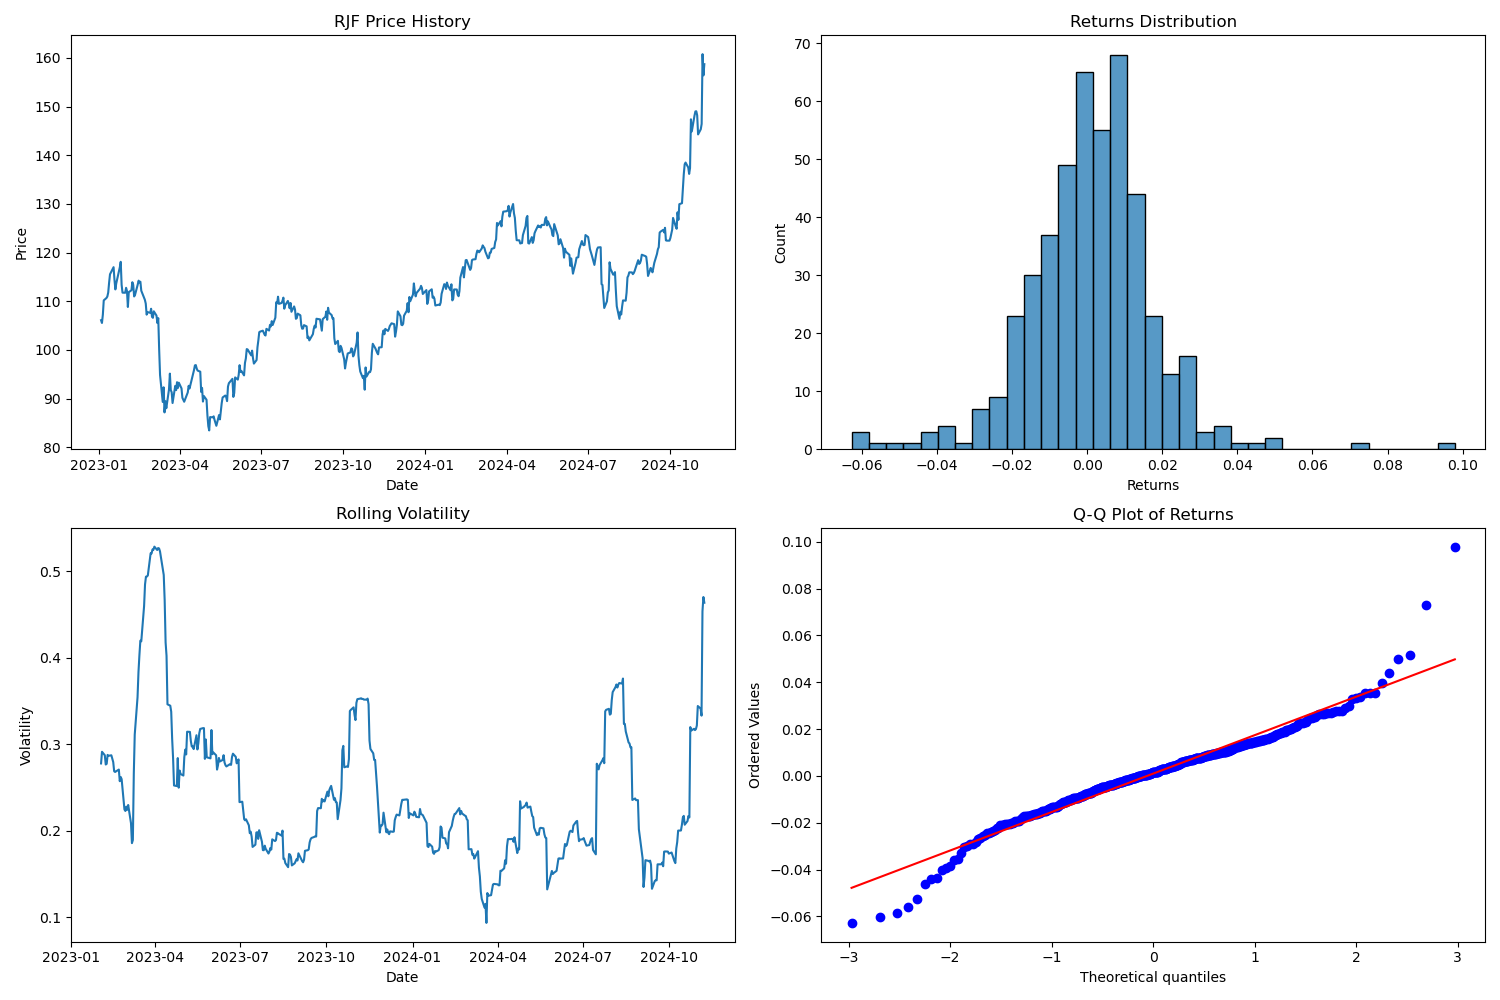 RJF Price History
Price
160
150
140
130
120
110
100
90
80
2023-01 2023-04 2023-07 2023-10 2024-01 2024-04 2024-07 2024-10
Date
Returns Distribution
Count
70
60
50
40
30
20
10
0
−0.06 −0.04 −0.02 0.00 0.02 0.04 0.06 0.08 0.10
Returns
Rolling Volatility
Volatility
0.5
0.4
0.3
0.2
0.1
2023-01 2023-04 2023-07 2023-10 2024-01 2024-04 2024-07 2024-10
Date
Q-Q Plot of Returns
Ordered Values
0.10
0.08
0.06
0.04
0.02
0.00
−0.02
−0.04
−0.06
−3 −2 −1 0 1 2 3
Theoretical quantiles